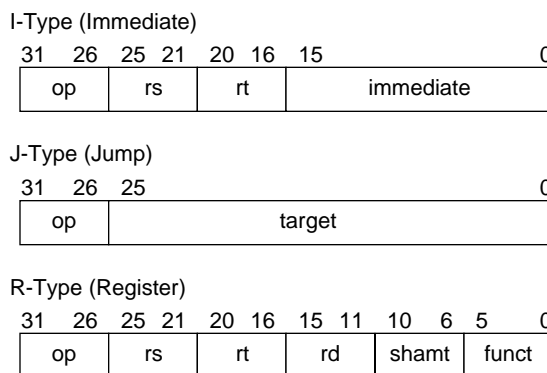 I-Type (Immediate)
31 26 25 21 20 16 15 0
op rs rt immediate
J-Type (Jump)
31 26 25 0
op target
R-Type (Register)
31 26 25 21 20 16 15 11 10 6 5 0
op rs rt rd shamt funct